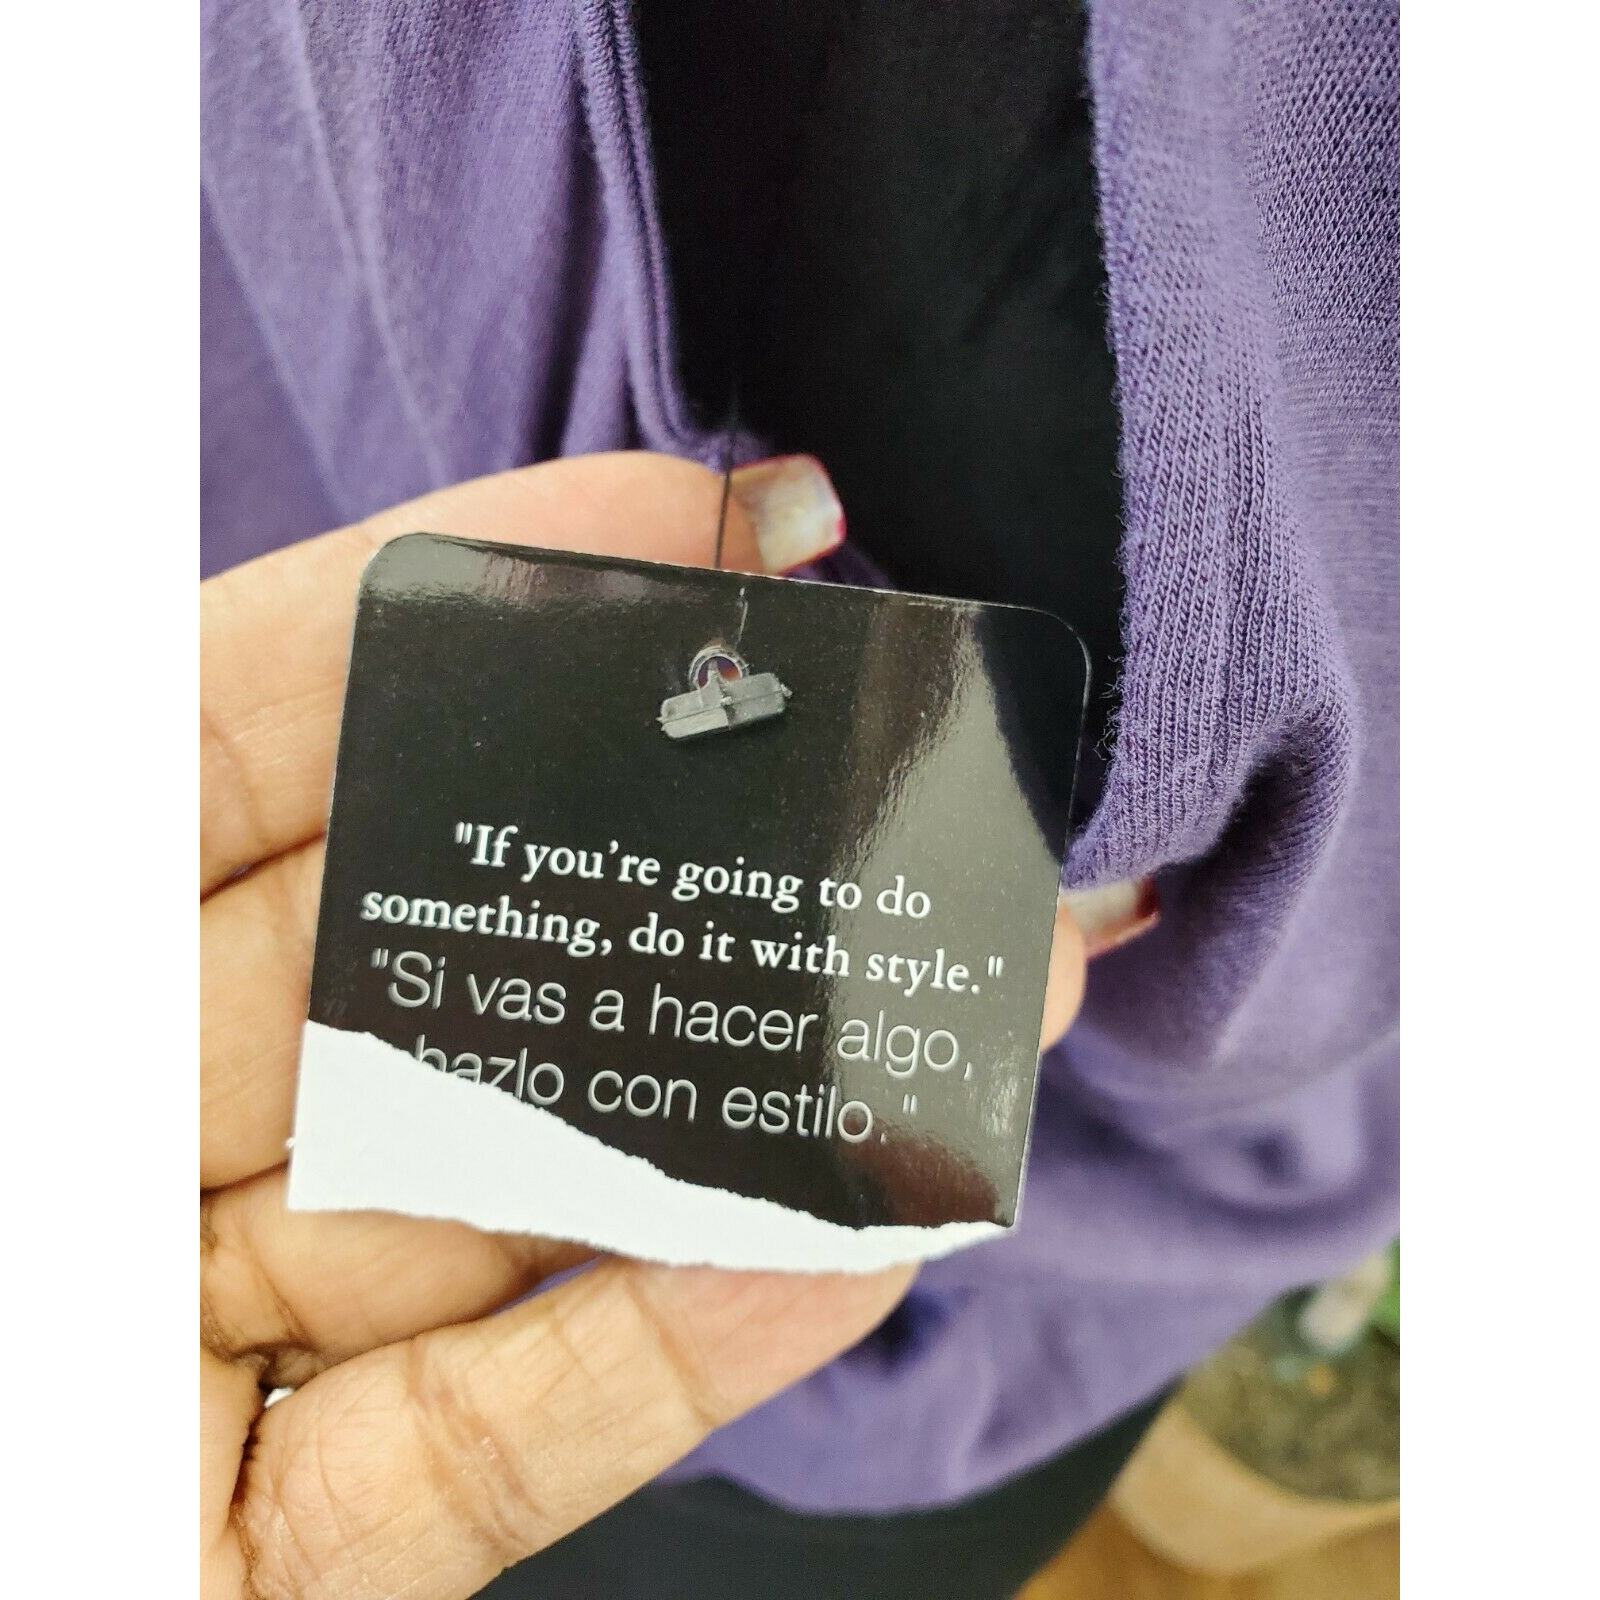 "If you're going to do
something, do it with style."
"Si vas a hacer algo,
hazlo con estilo."